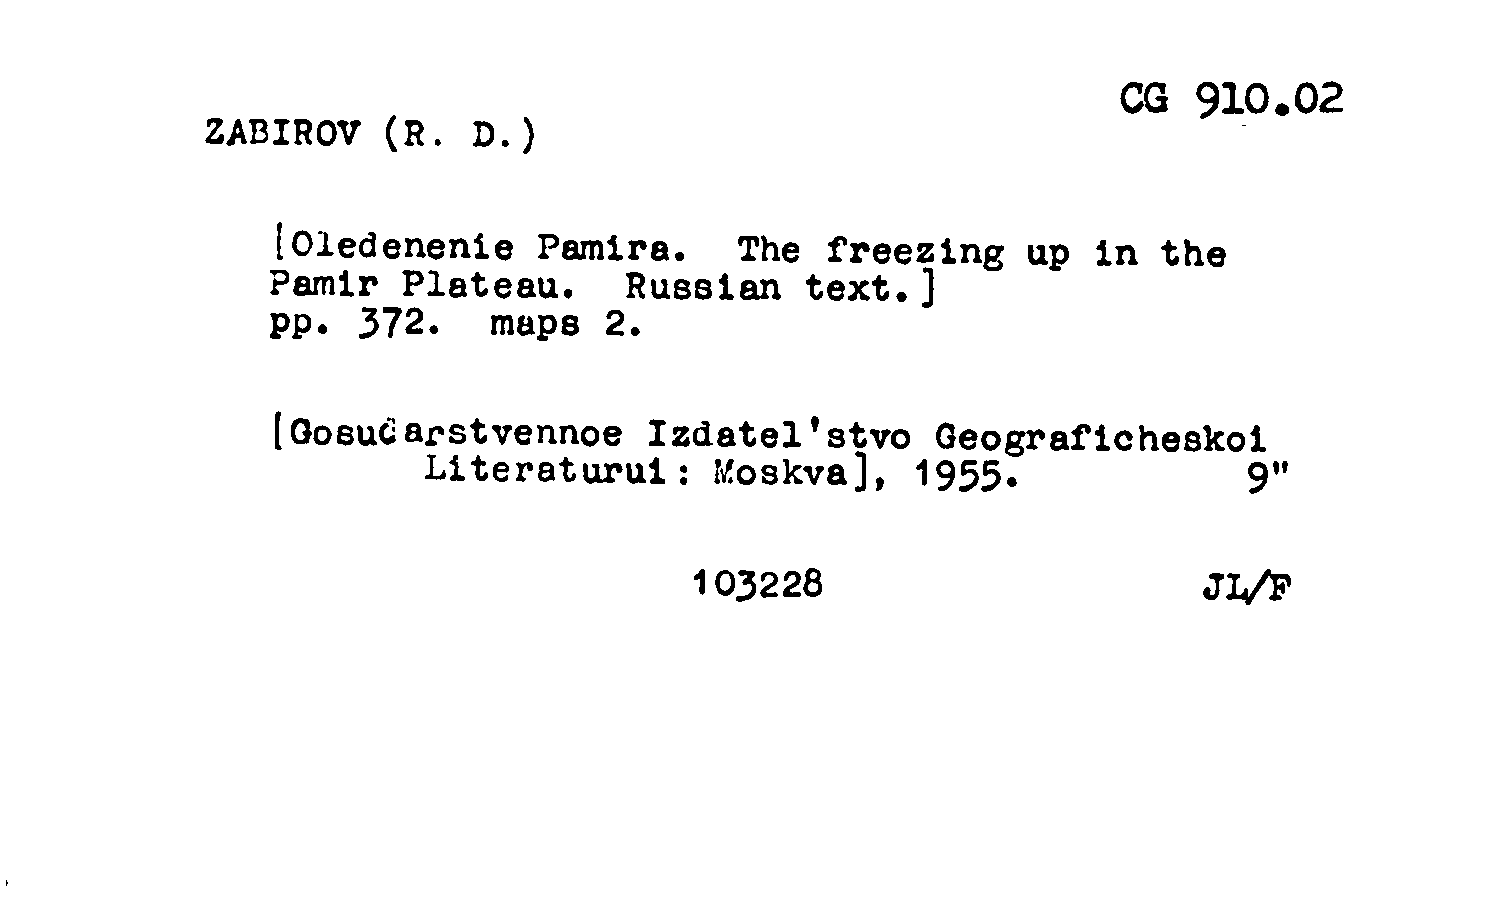 CG 910.02
ZABIROV (R. D.)
[Oledenenie Pamira. The freezing up in the
Pamir Plateau. Russian text.]
pp. 372. maps 2.
[Gosudarstvennoe Izdatel'stvo Geograficheskoi
Literaturui: Moskva], 1955. 9"
103228 JL/F